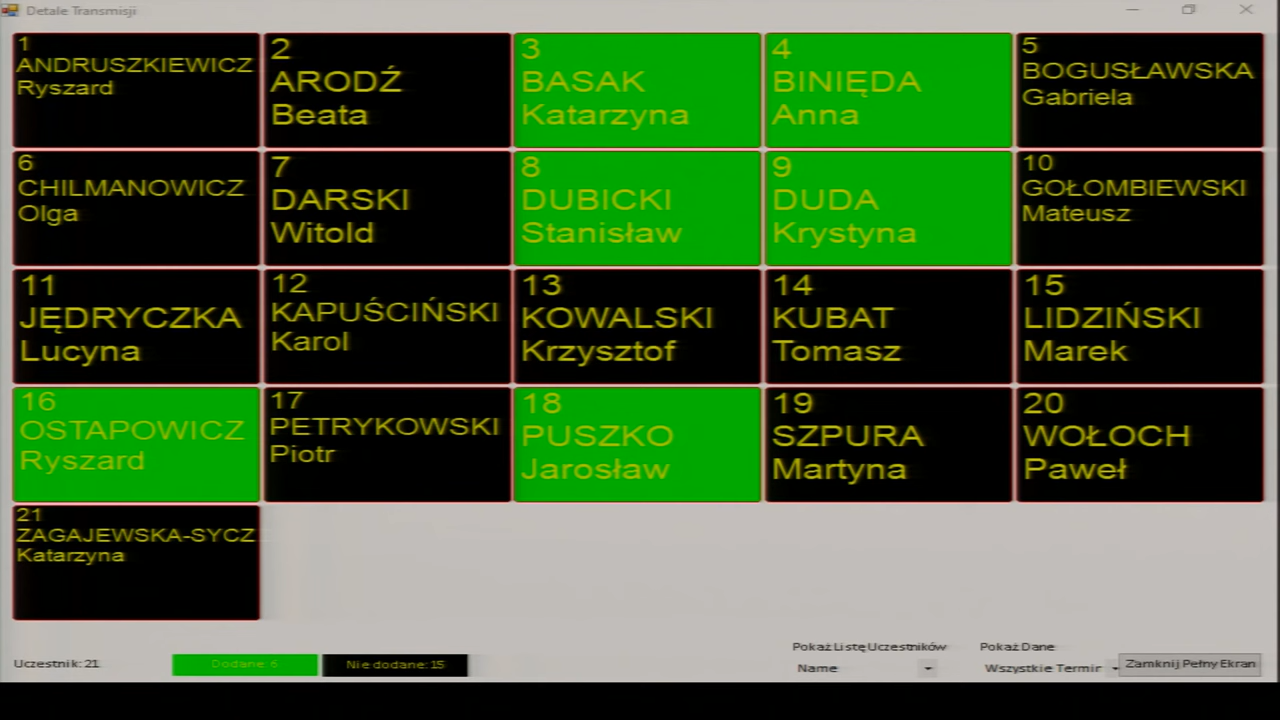 Detale Transmisji
1
ANDRUSZKIEWICZ
Ryszard
2
ARODŹ
Beata
3
BASAK
Katarzyna
4
BINIĘDA
Anna
5
BOGUSŁAWSKA
Gabriela
6
CHILMANOWICZ
Olga
7
DARSKI
Witold
8
DUBICKI
Stanisław
9
DUDA
Krystyna
10
GOŁOMBIEWSKI
Mateusz
11
JĘDRYCZKA
Lucyna
12
KAPUŚCIŃSKI
Karol
13
KOWALSKI
Krzysztof
14
KUBAT
Tomasz
15
LIDZIŃSKI
Marek
16
OSTAPOWICZ
Ryszard
17
PETRYKOWSKI
Piotr
18
PUSZKO
Jarosław
19
SZPURA
Martyna
20
WOŁOCH
Paweł
21
ZAGAJEWSKA-SYCZ
Katarzyna
Uczestnik: 21
Dodane: 6
Nie dodane: 15
Pokaż Listę Uczestników
Name
Pokaż Dane
Wszystkie Termir
Zamknij Pełny Ekran